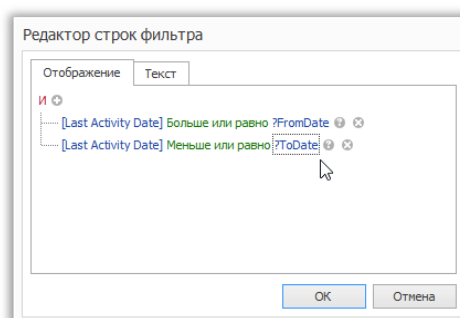 Редактор строк фильтра
Отображение Текст
И
[Last Activity Date] Больше или равно ?FromDate
[Last Activity Date] Меньше или равно ?ToDate
OK Отмена